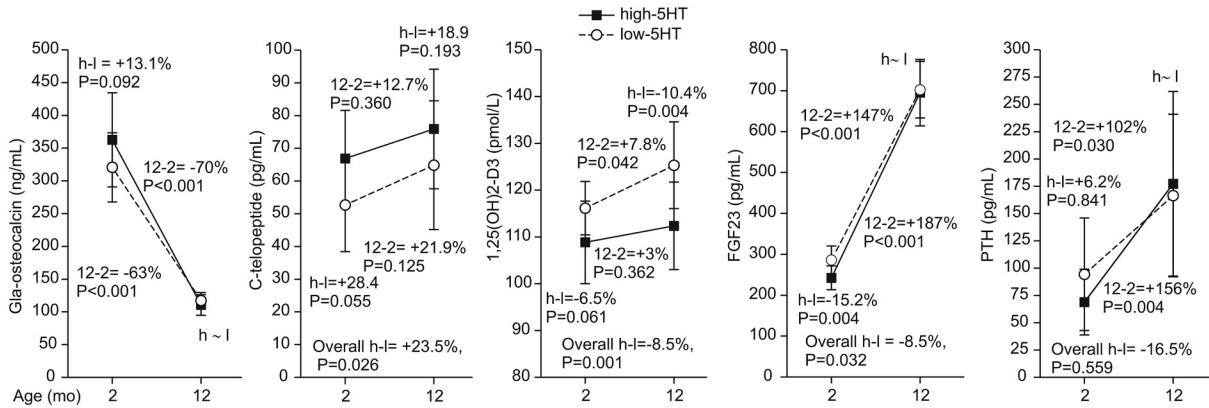 high-5HT
low-5HT
Gla-osteocalcin (ng/mL)
500
450
400
350
300
250
200
150
100
50
0
h-l = +13.1%
P=0.092
12-2= -70%
P<0.001
12-2= -63%
P<0.001
h ~ l
Age (mo)
2
12
C-telopeptide (pg/mL)
100
90
80
70
60
50
40
30
20
10
0
h-l=+18.9
P=0.193
12-2=+12.7%
P=0.360
12-2= +21.9%
P=0.125
h-l=+28.4
P=0.055
Overall h-l= +23.5%,
P=0.026
2
12
1,25(OH)2-D3 (pmol/L)
150
140
130
120
110
100
90
80
h-l=-10.4%
P=0.004
12-2=+7.8%
P=0.042
12-2=+3%
P=0.362
h-l=-6.5%
P=0.061
Overall h-l=-8.5%,
P=0.001
2
12
FGF23 (pg/mL)
800
700
600
500
400
300
200
100
0
h~ l
12-2=+147%
P<0.001
12-2=+187%
P<0.001
h-l=-15.2%
P=0.004
Overall h-l = -8.5%,
P=0.032
2
12
PTH (pg/mL)
300
275
250
225
200
175
150
125
100
75
50
25
0
h~ l
12-2=+102%
P=0.030
h-l=+6.2%
P=0.841
12-2=+156%
P=0.004
Overall h-l= -16.5%
P=0.559
2
12